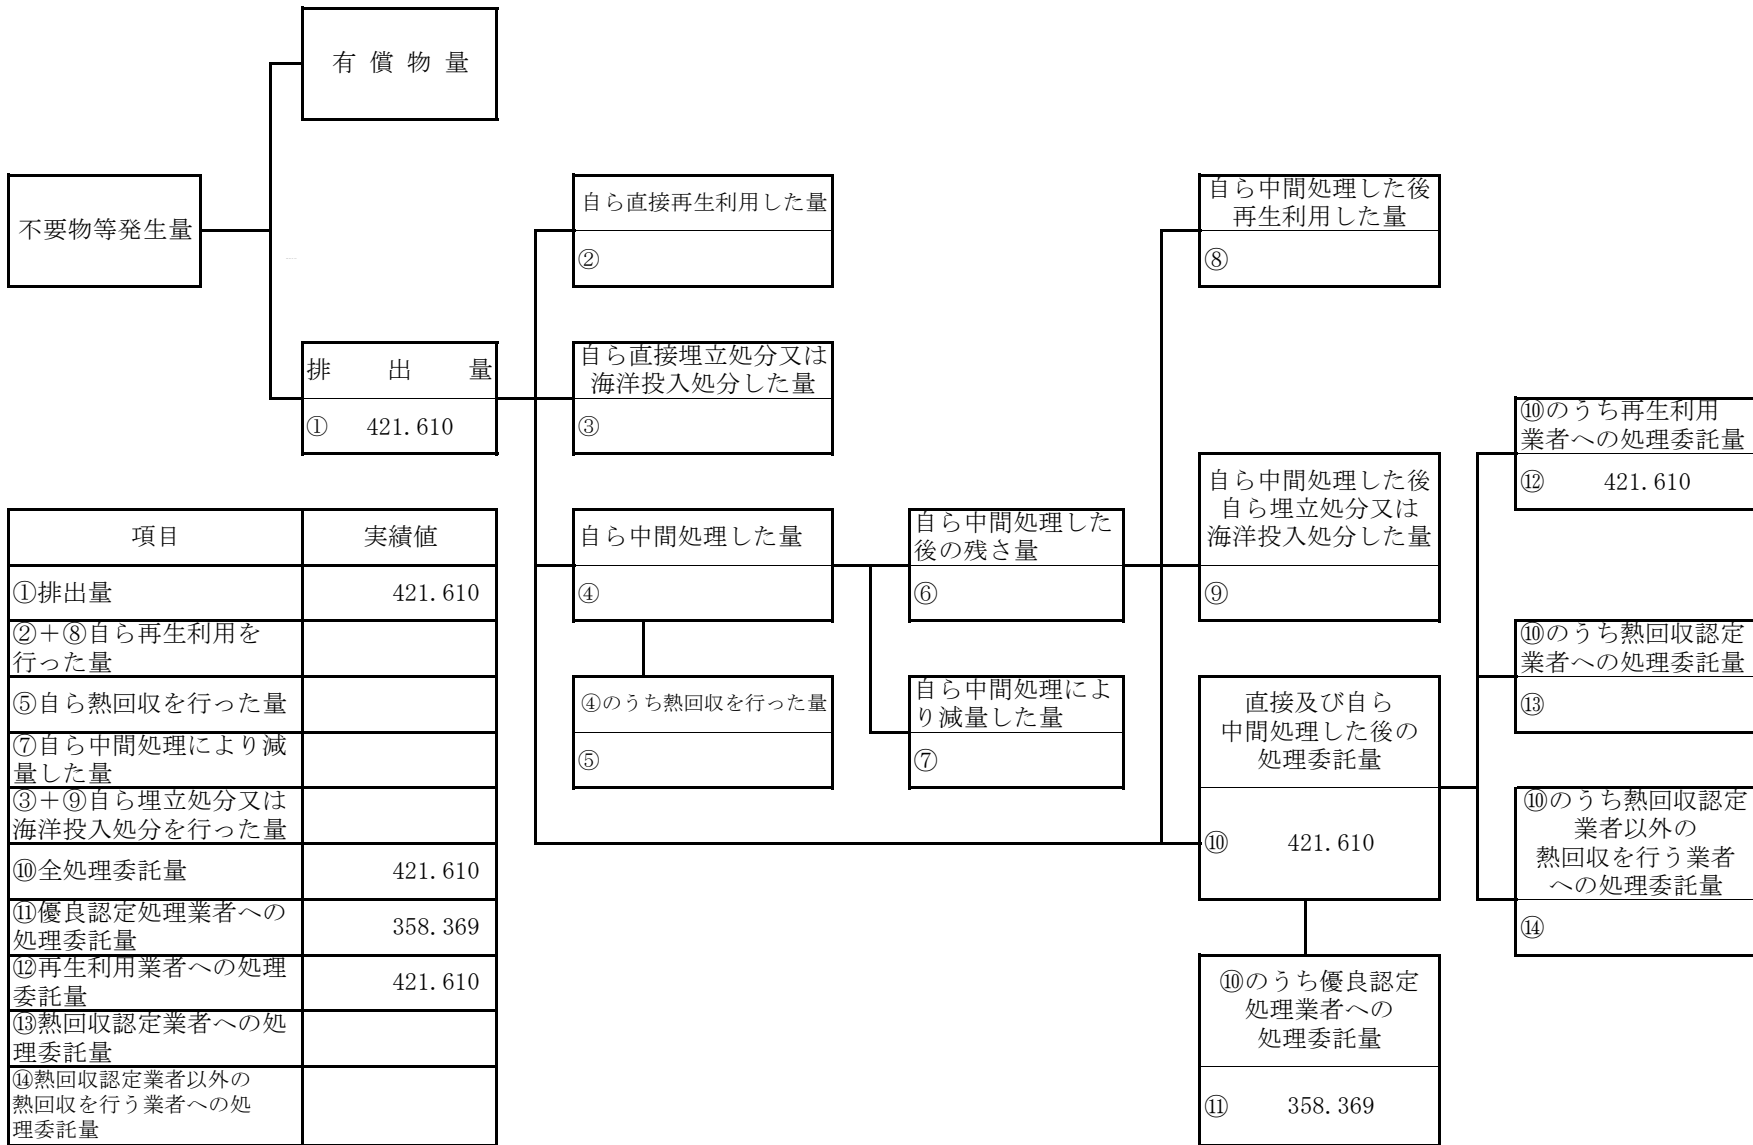 有 償 物 量
不要物等発生量
排 出 量
① 421.610
自ら直接再生利用した量
②
自ら直接埋立処分又は
海洋投入処分した量
③
自ら中間処理した量
④
④のうち熱回収を行った量
⑤
自ら中間処理した
後の残さ量
⑥
自ら中間処理によ
り減量した量
⑦
自ら中間処理した後
再生利用した量
⑧
自ら中間処理した後
自ら埋立処分又は
海洋投入処分した量
⑨
直接及び自ら
中間処理した後の
処理委託量
⑩ 421.610
⑩のうち優良認定
処理業者への
処理委託量
⑪ 358.369
⑩のうち再生利用
業者への処理委託量
⑫ 421.610
⑩のうち熱回収認定
業者への処理委託量
⑬
⑩のうち熱回収認定
業者以外の
熱回収を行う業者
への処理委託量
⑭
項目 実績値
①排出量 421.610
②＋⑧自ら再生利用を
行った量
⑤自ら熱回収を行った量
⑦自ら中間処理により減
量した量
③＋⑨自ら埋立処分又は
海洋投入処分を行った量
⑩全処理委託量 421.610
⑪優良認定処理業者への
処理委託量 358.369
⑫再生利用業者への処理
委託量 421.610
⑬熱回収認定業者への処
理委託量
⑭熱回収認定業者以外の
熱回収を行う業者への処
理委託量